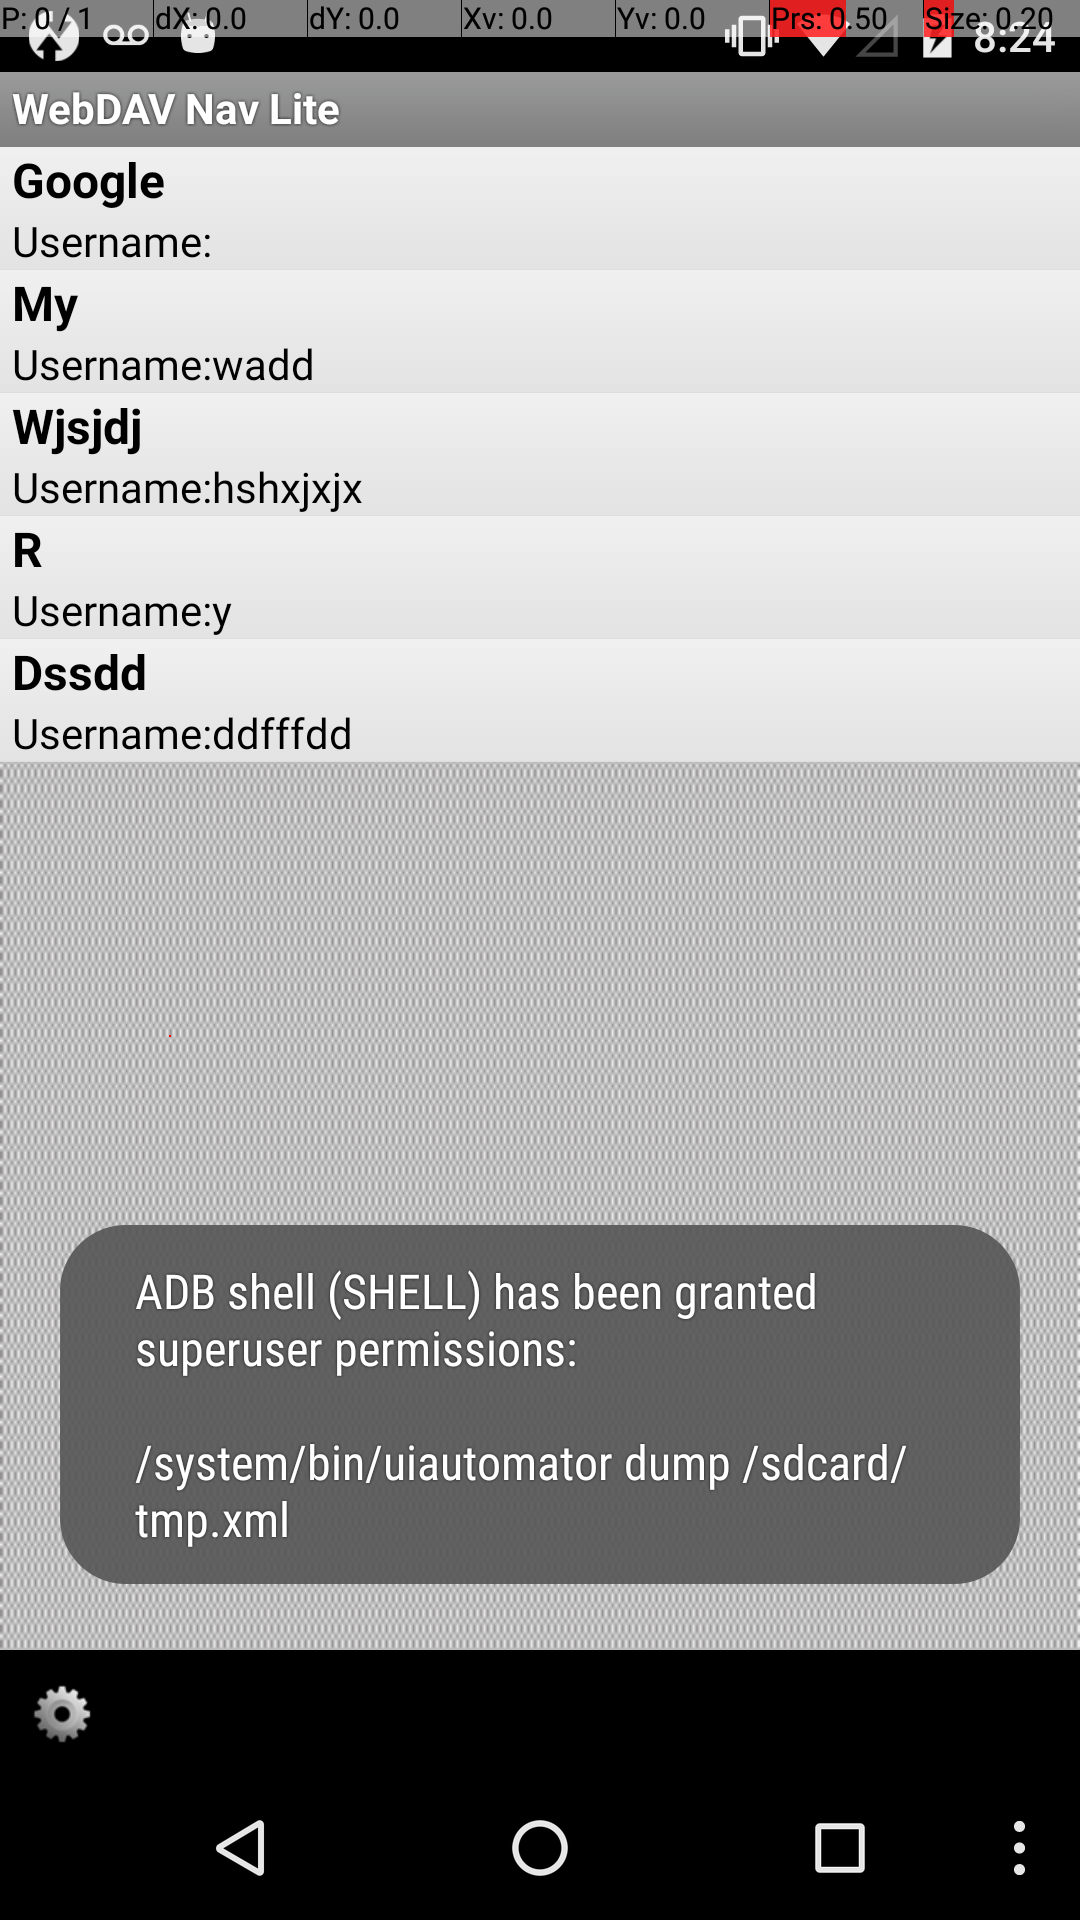 P: 0 / 1 dX: 0.0 dY: 0.0 Xv: 0.0 Yv: 0.0 Prs: 0.50 Size: 0.20
8:24
WebDAV Nav Lite
Google
Username:
My
Username:wadd
Wjsjdj
Username:hshxjxjx
R
Username:y
Dssdd
Username:ddfffdd
ADB shell (SHELL) has been granted
superuser permissions:
/system/bin/uiautomator dump /sdcard/
tmp.xml